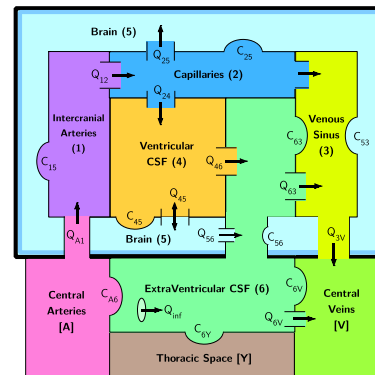 Brain (5)
Q25
C25
Q12
Capillaries (2)
Q24
Intercranial
Arteries
(1)
Ventricular
CSF (4)
Venous
Sinus
(3)
C63
C53
C15
Q46
Q63
Q45
C45
QA1
Brain (5)
Q56
C56
Q3V
Central
Arteries
[A]
CA6
ExtraVentricular CSF (6)
Qinf
C6V
Q6V
C6Y
Central
Veins
[V]
Thoracic Space [Y]